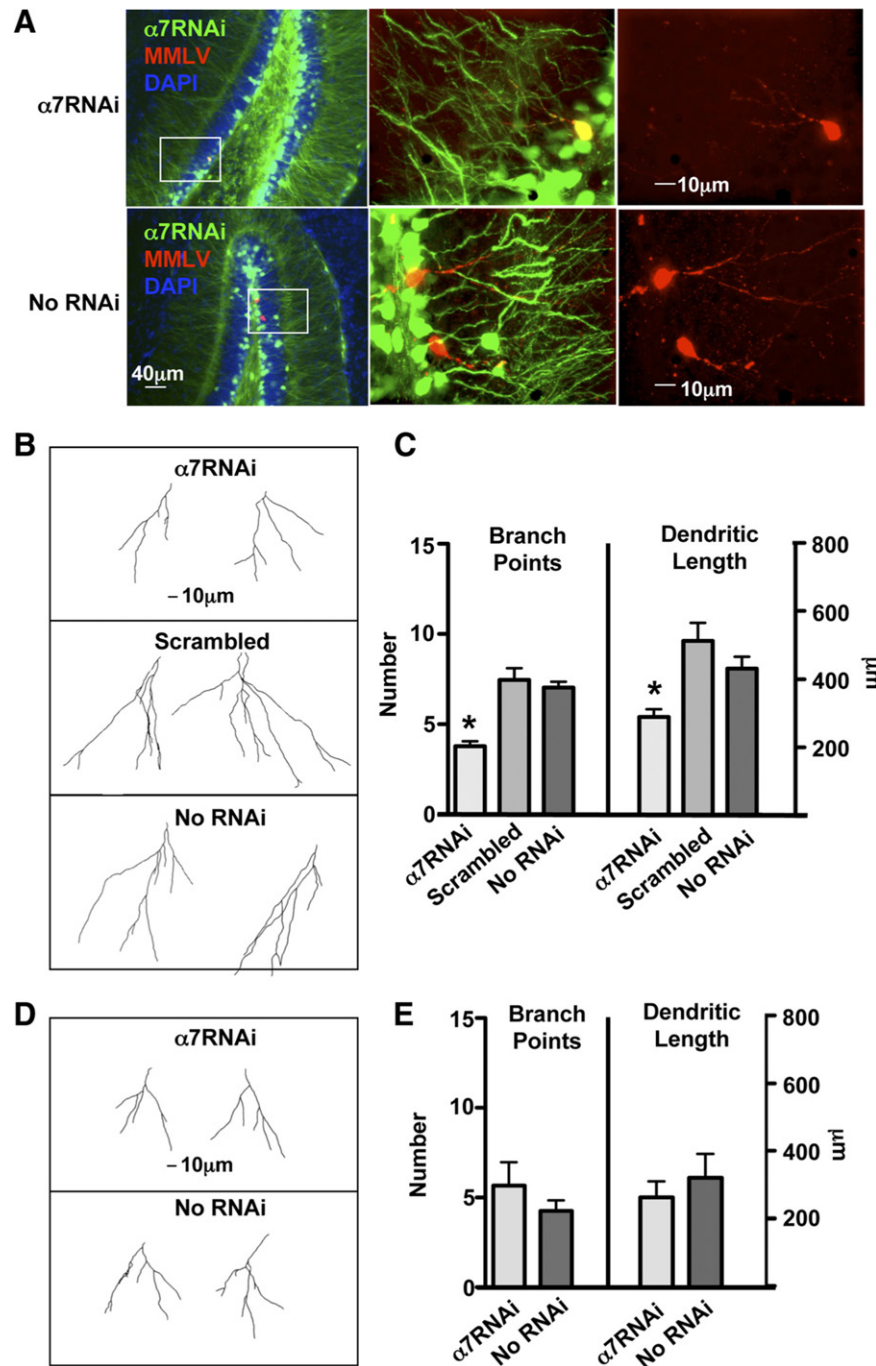 A
α7RNAi
MMLV
DAPI
α7RNAi
10μm
α7RNAi
MMLV
DAPI
No RNAi
40μm
10μm
B
α7RNAi
10μm
Scrambled
No RNAi
C
Branch
Points
Dendritic
Length
15
10
5
0
Number
800
600
400
200
μm
*
*
α7RNAi
Scrambled
No RNAi
α7RNAi
Scrambled
No RNAi
D
α7RNAi
10μm
No RNAi
E
Branch
Points
Dendritic
Length
15
10
5
0
Number
800
600
400
200
μm
α7RNAi
No RNAi
α7RNAi
No RNAi